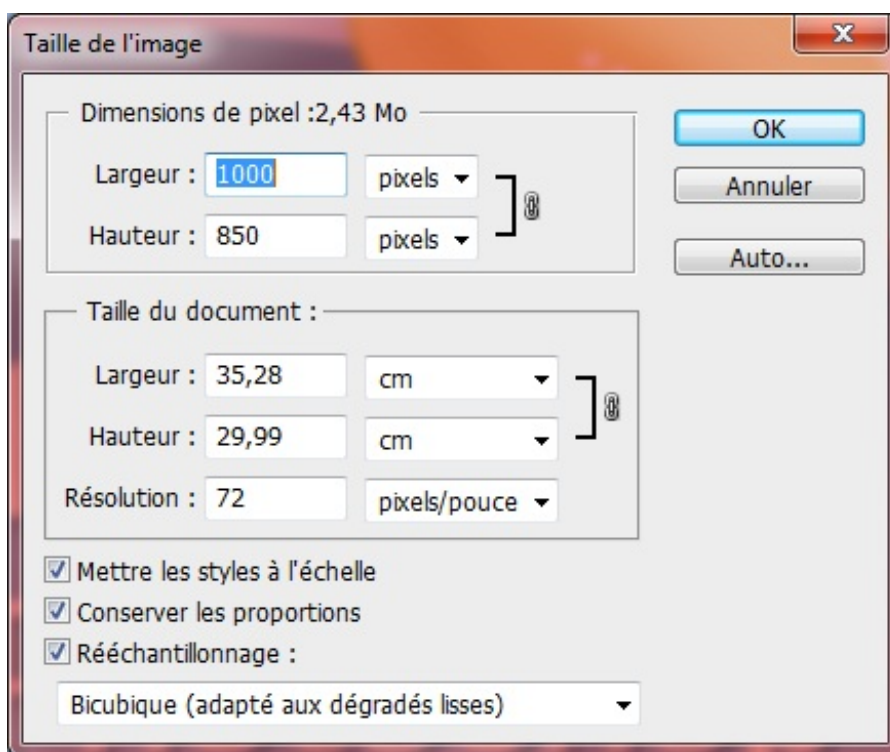 Taille de l'image
Dimensions de pixel :2,43 Mo
Largeur : 1000 pixels
Hauteur : 850 pixels
OK
Annuler
Auto...
Taille du document :
Largeur : 35,28 cm
Hauteur : 29,99 cm
Résolution : 72 pixels/pouce
Mettre les styles à l'échelle
Conserver les proportions
Rééchantillonnage :
Bicubique (adapté aux dégradés lisses)